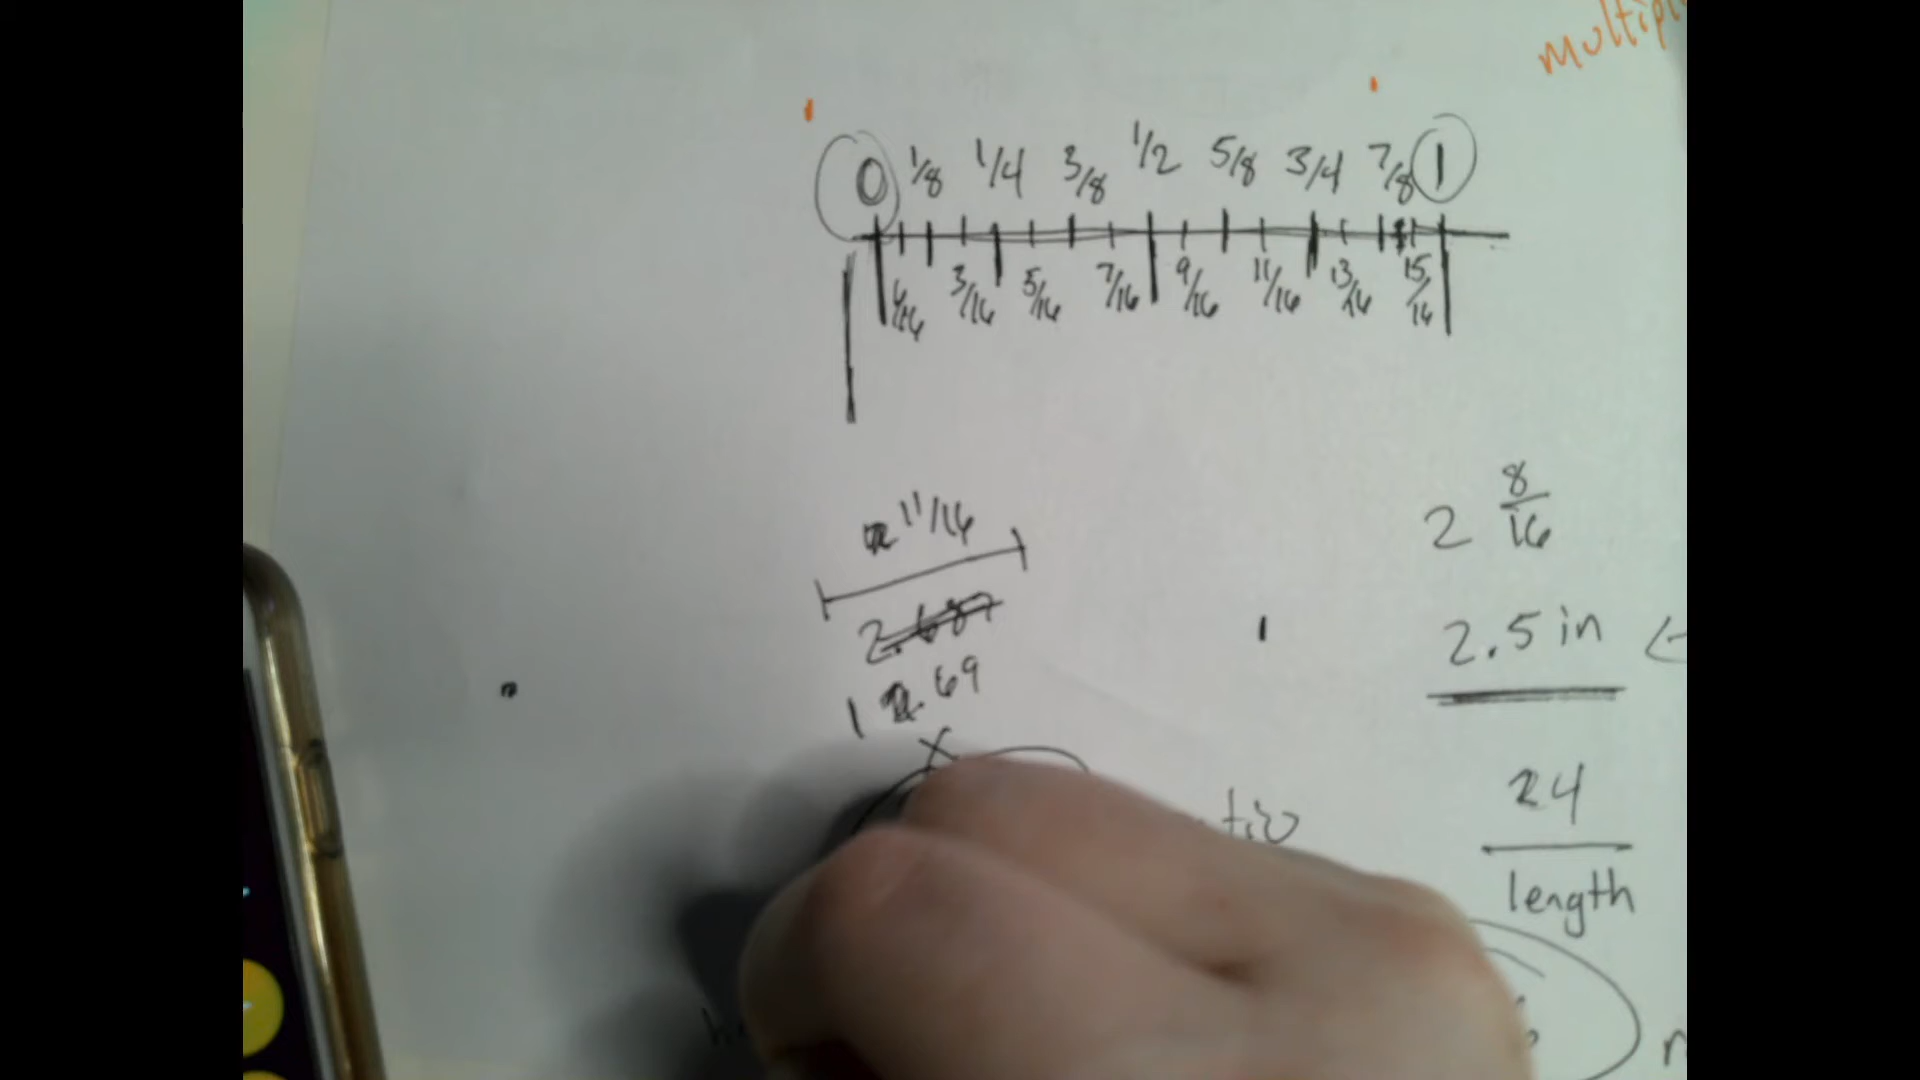 0 1/8 1/4 3/8 1/2 5/8 3/4 7/8 1
1/16 3/16 5/16 7/16 9/16 11/16 13/16 15/16
11/16
2.687
1 .69
x
2 8/16
2.5 in ←
24
length